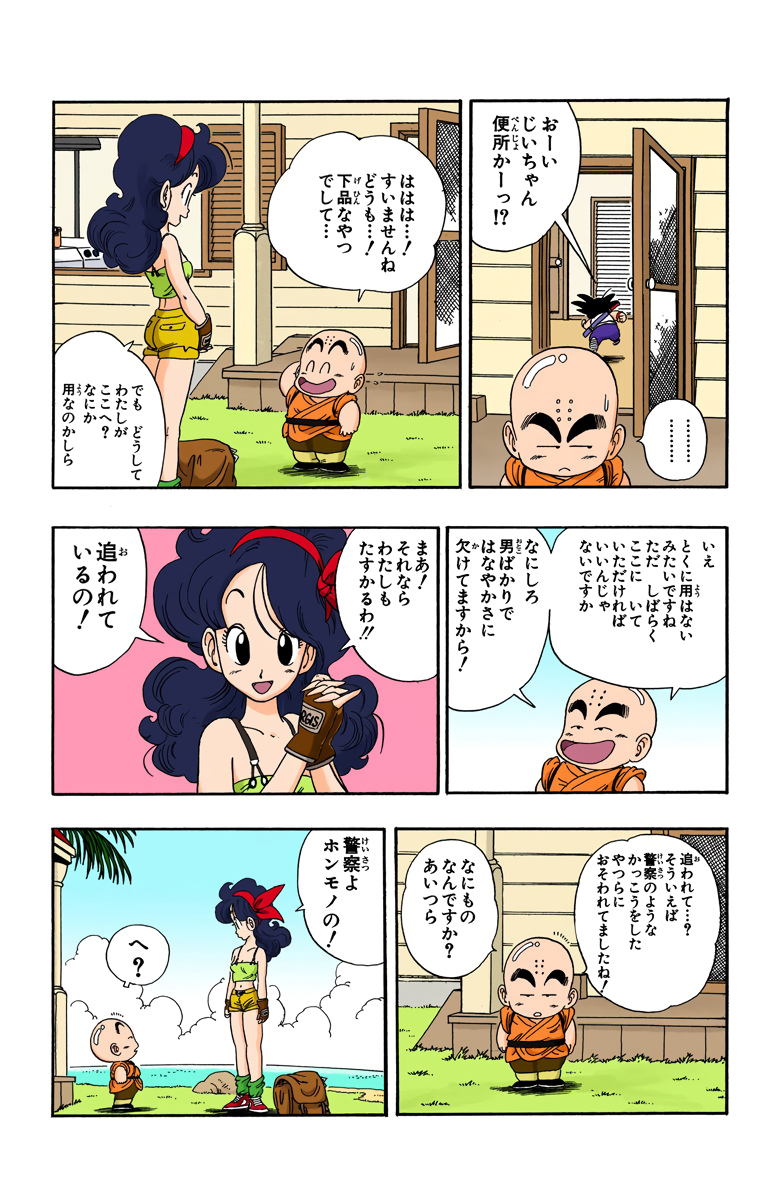 おーい
じいちゃん
便所かーっ!?
………
………
ははは…!
すいませんね
どうも…!
下品なやつ
でして…
でも どうして
わたしが
ここへ?
なにか
用なのかしら
いえ
とくに用はない
みたいですね
ただ しばらく
ここに いて
いただければ
いいんじゃ
ないですか
なにしろ
男ばかりで
はなやかさに
欠けてますから!
まあ!
それなら
わたしも
たすかるわ!!
RGIS
追われて
いるの!
追われて…?
そういえば
警察のような
かっこうをした
やつらに
おそわれてましたね!
なにもの
なんですか?
あいつら
警察よ
ホンモノの!
へ?